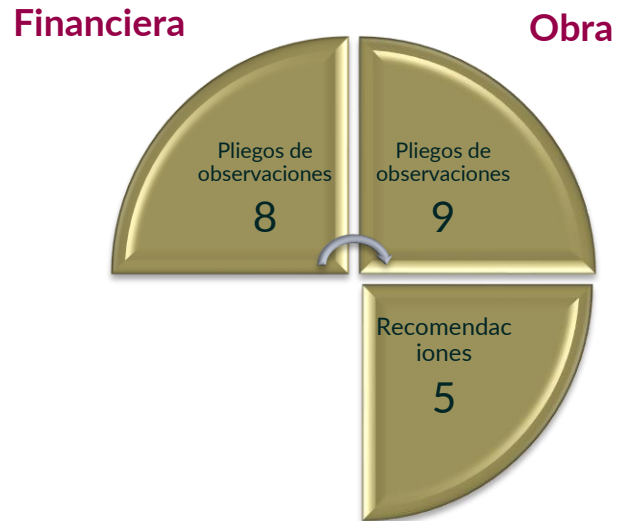 Financiera
Obra
Pliegos de
observaciones
8
Pliegos de
observaciones
9
Recomendac
iones
5